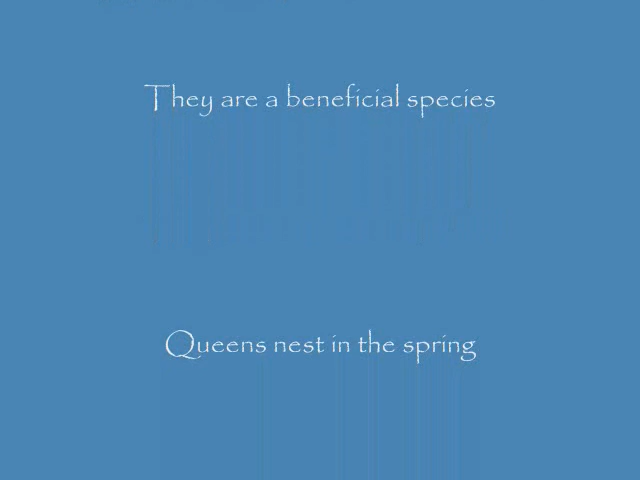 They are a beneficial species
Queens nest in the spring